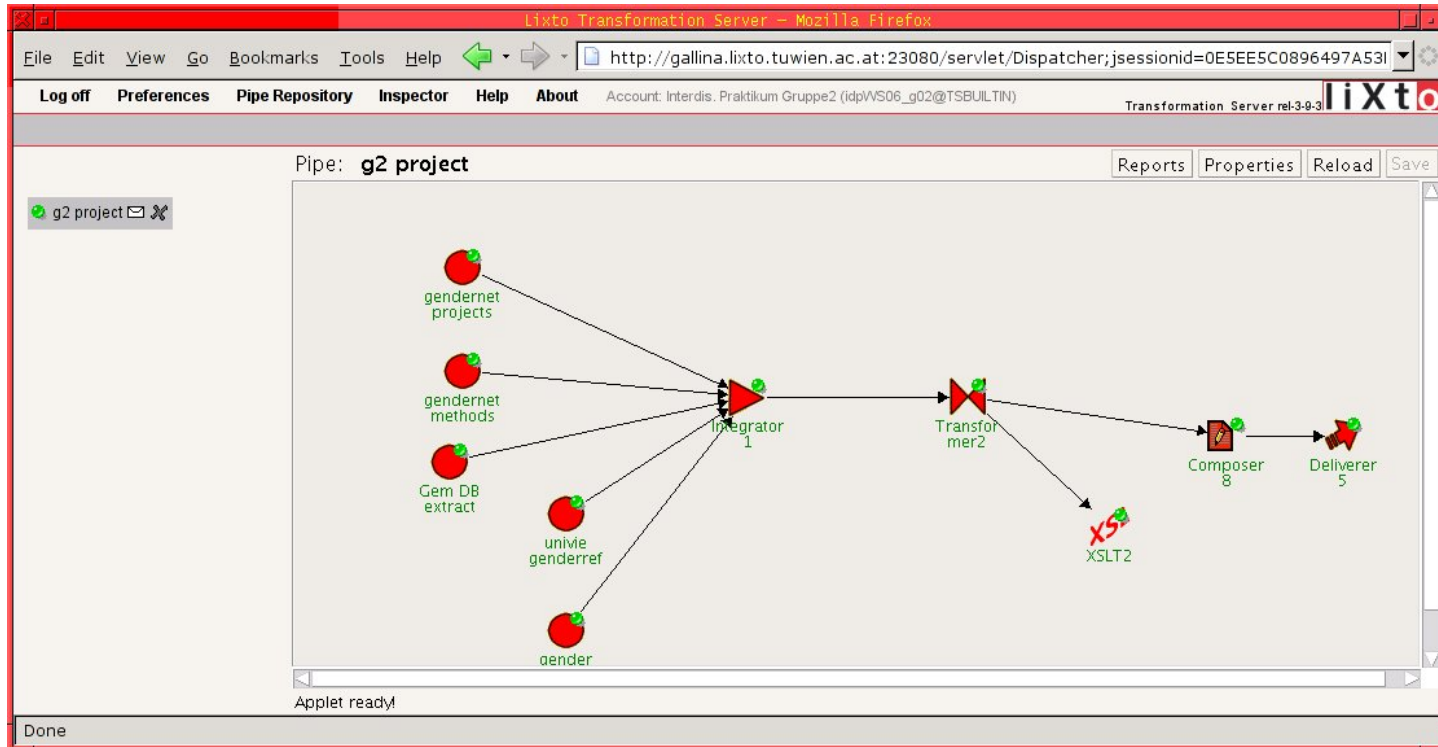 Lixto Transformation Server - Mozilla Firefox
File Edit View Go Bookmarks Tools Help http://gallina.lixto.tuwien.ac.at:23080/servlet/Dispatcher;jsessionid=0E5EE5C0896497A53
Log off Preferences Pipe Repository Inspector Help About Account: Interdis. Praktikum Gruppe2 (idpWS06_g02@TSBUILTIN) Transformation Server rel-3-9-3 liXto
Pipe: g2 project Reports Properties Reload Save
g2 project
gendernet
projects
gendernet
methods
Integrator
1
Transfor
mer2
Gem DB
extract
Composer
8
Deliverer
5
univie
genderref
XSLT2
gender
Applet ready!
Done